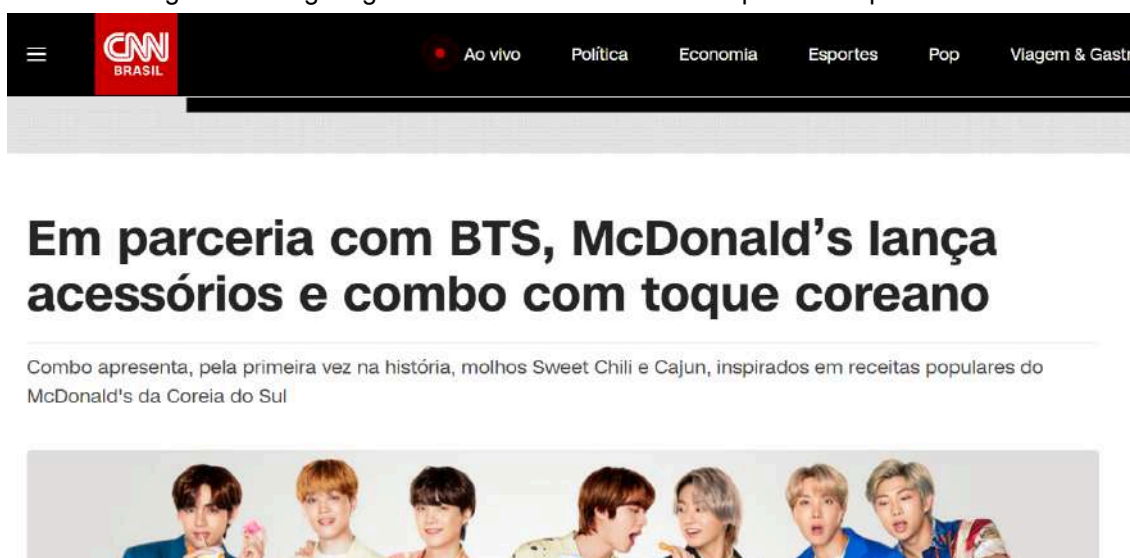 CNN
BRASIL
Ao vivo Política Economia Esportes Pop Viagem & Gastr
Em parceria com BTS, McDonald's lança
acessórios e combo com toque coreano
Combo apresenta, pela primeira vez na história, molhos Sweet Chili e Cajun, inspirados em receitas populares do
McDonald's da Coreia do Sul